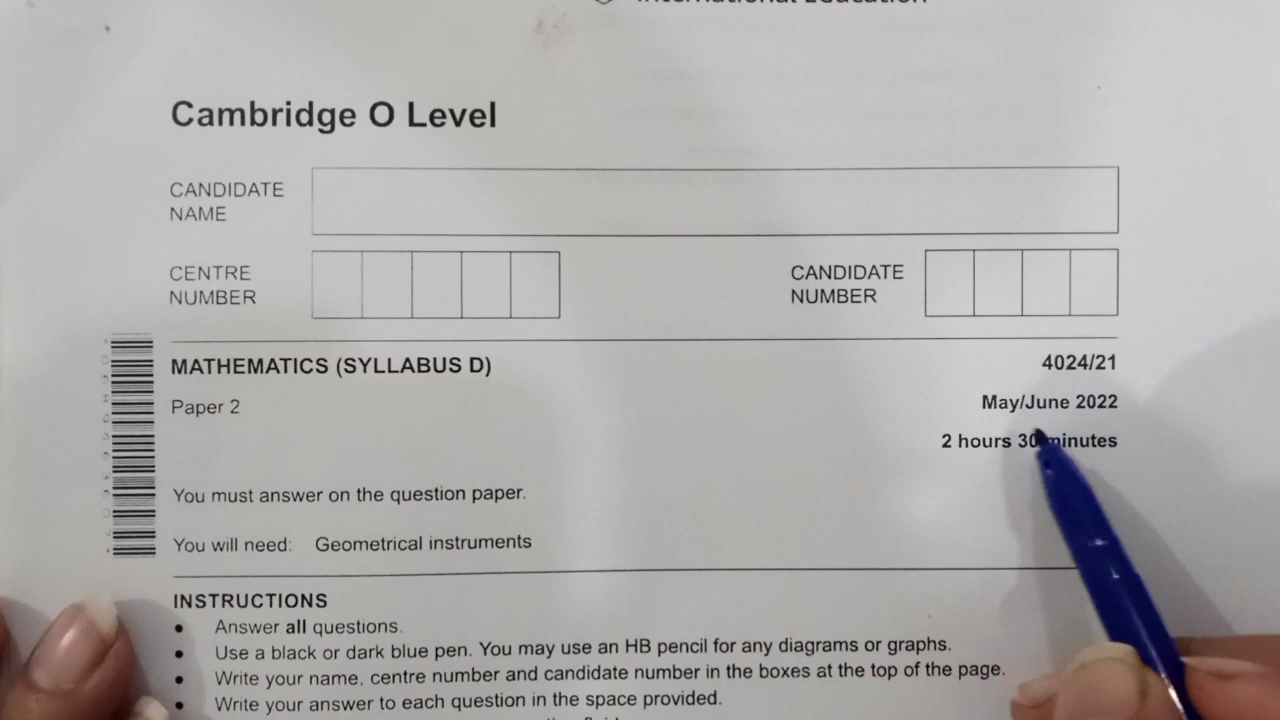 International Education
Cambridge O Level
CANDIDATE
NAME
CENTRE
NUMBER
CANDIDATE
NUMBER
MATHEMATICS (SYLLABUS D)
4024/21
Paper 2
May/June 2022
2 hours 30 minutes
You must answer on the question paper.
You will need: Geometrical instruments
INSTRUCTIONS
● Answer all questions.
● Use a black or dark blue pen. You may use an HB pencil for any diagrams or graphs.
● Write your name, centre number and candidate number in the boxes at the top of the page.
● Write your answer to each question in the space provided.